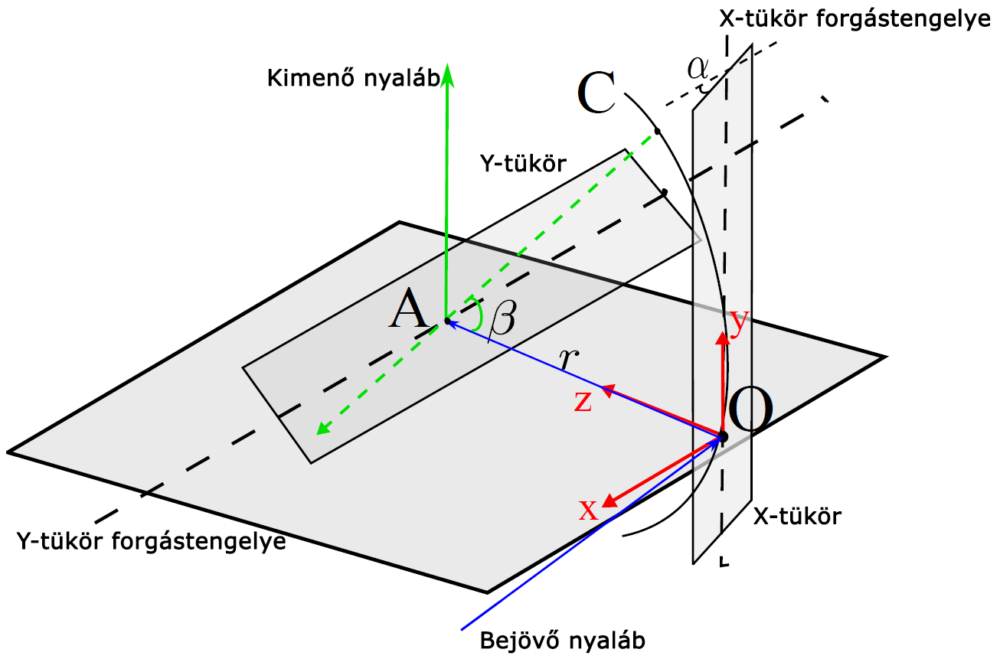 X-tükör forgástengelye
α
Kimenő nyaláb
C
Y-tükör
A
β
y
r
z
O
x
X-tükör
Y-tükör forgástengelye
Bejövő nyaláb